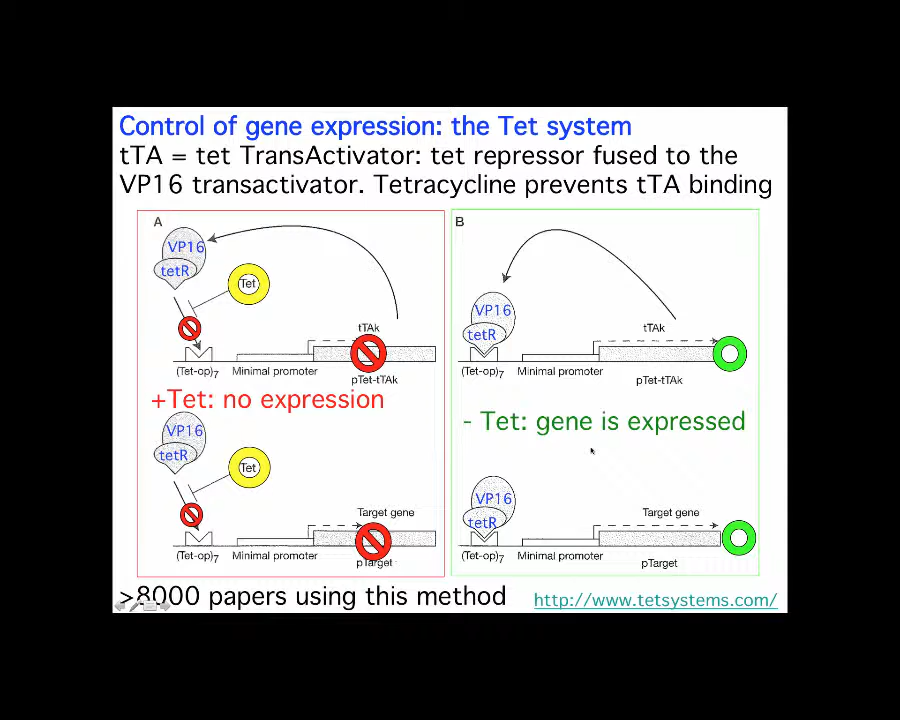 Control of gene expression: the Tet system
tTA = tet TransActivator: tet repressor fused to the
VP16 transactivator. Tetracycline prevents tTA binding
A
VP16
tetR
Tet
tTAk
(Tet-op)7
Minimal promoter
pTet-tTAk
+Tet: no expression
VP16
tetR
Tet
Target gene
(Tet-op)7
Minimal promoter
pTarget
B
VP16
tetR
tTAk
(Tet-op)7
Minimal promoter
pTet-tTAk
- Tet: gene is expressed
VP16
tetR
Target gene
(Tet-op)7
Minimal promoter
pTarget
>8000 papers using this method
http://www.tetsystems.com/